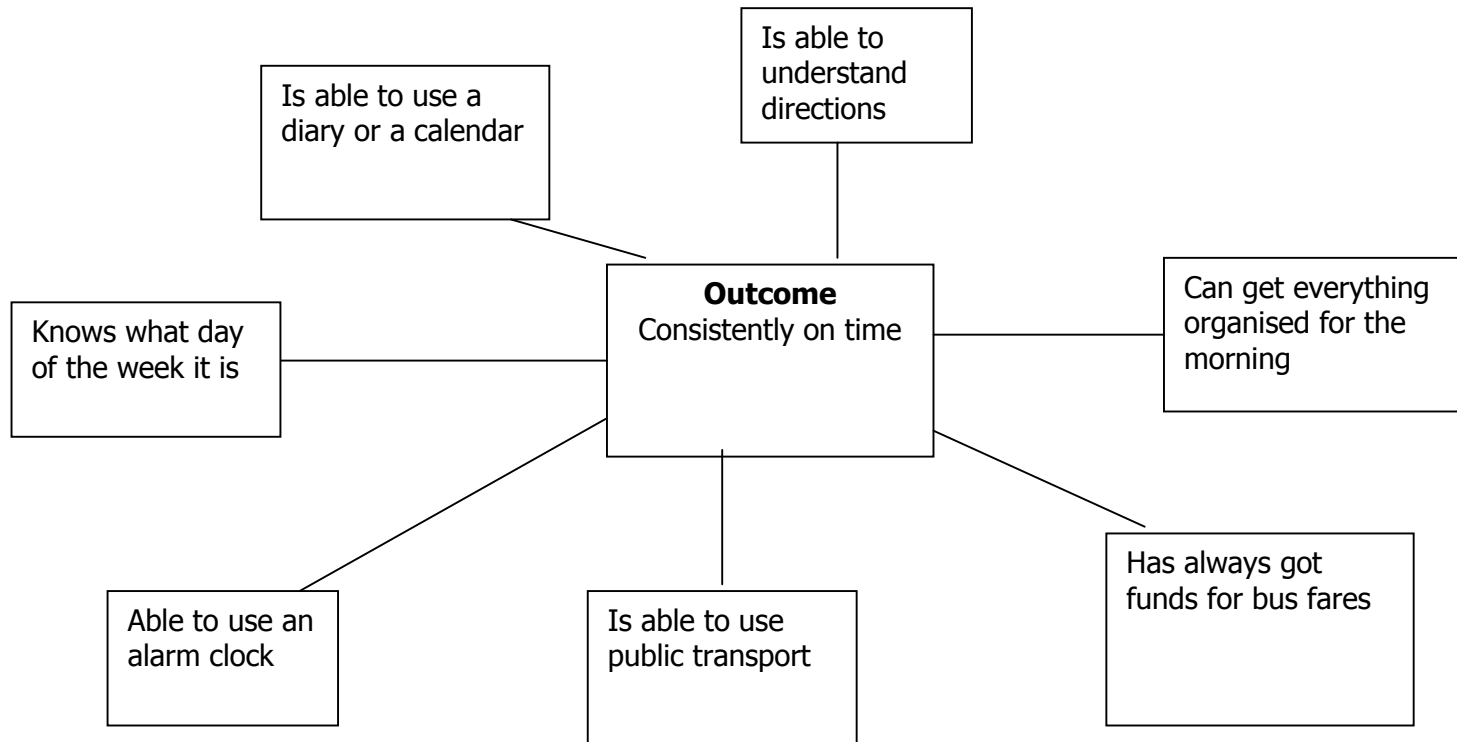 Is able to
understand
directions
Is able to use a
diary or a calendar
Outcome
Consistently on time
Can get everything
organised for the
morning
Knows what day
of the week it is
Has always got
funds for bus fares
Able to use an
alarm clock
Is able to use
public transport